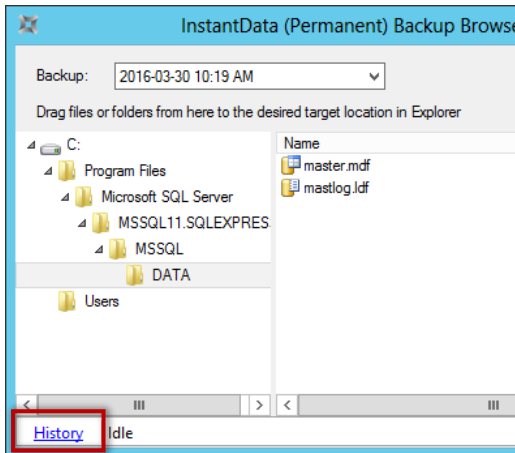 InstantData (Permanent) Backup Browse
Backup: 2016-03-30 10:19 AM
Drag files or folders from here to the desired target location in Explorer
C:
Program Files
Microsoft SQL Server
MSSQL11.SQLEXPRES
MSSQL
DATA
Users
Name
master.mdf
mastlog.ldf
History Idle